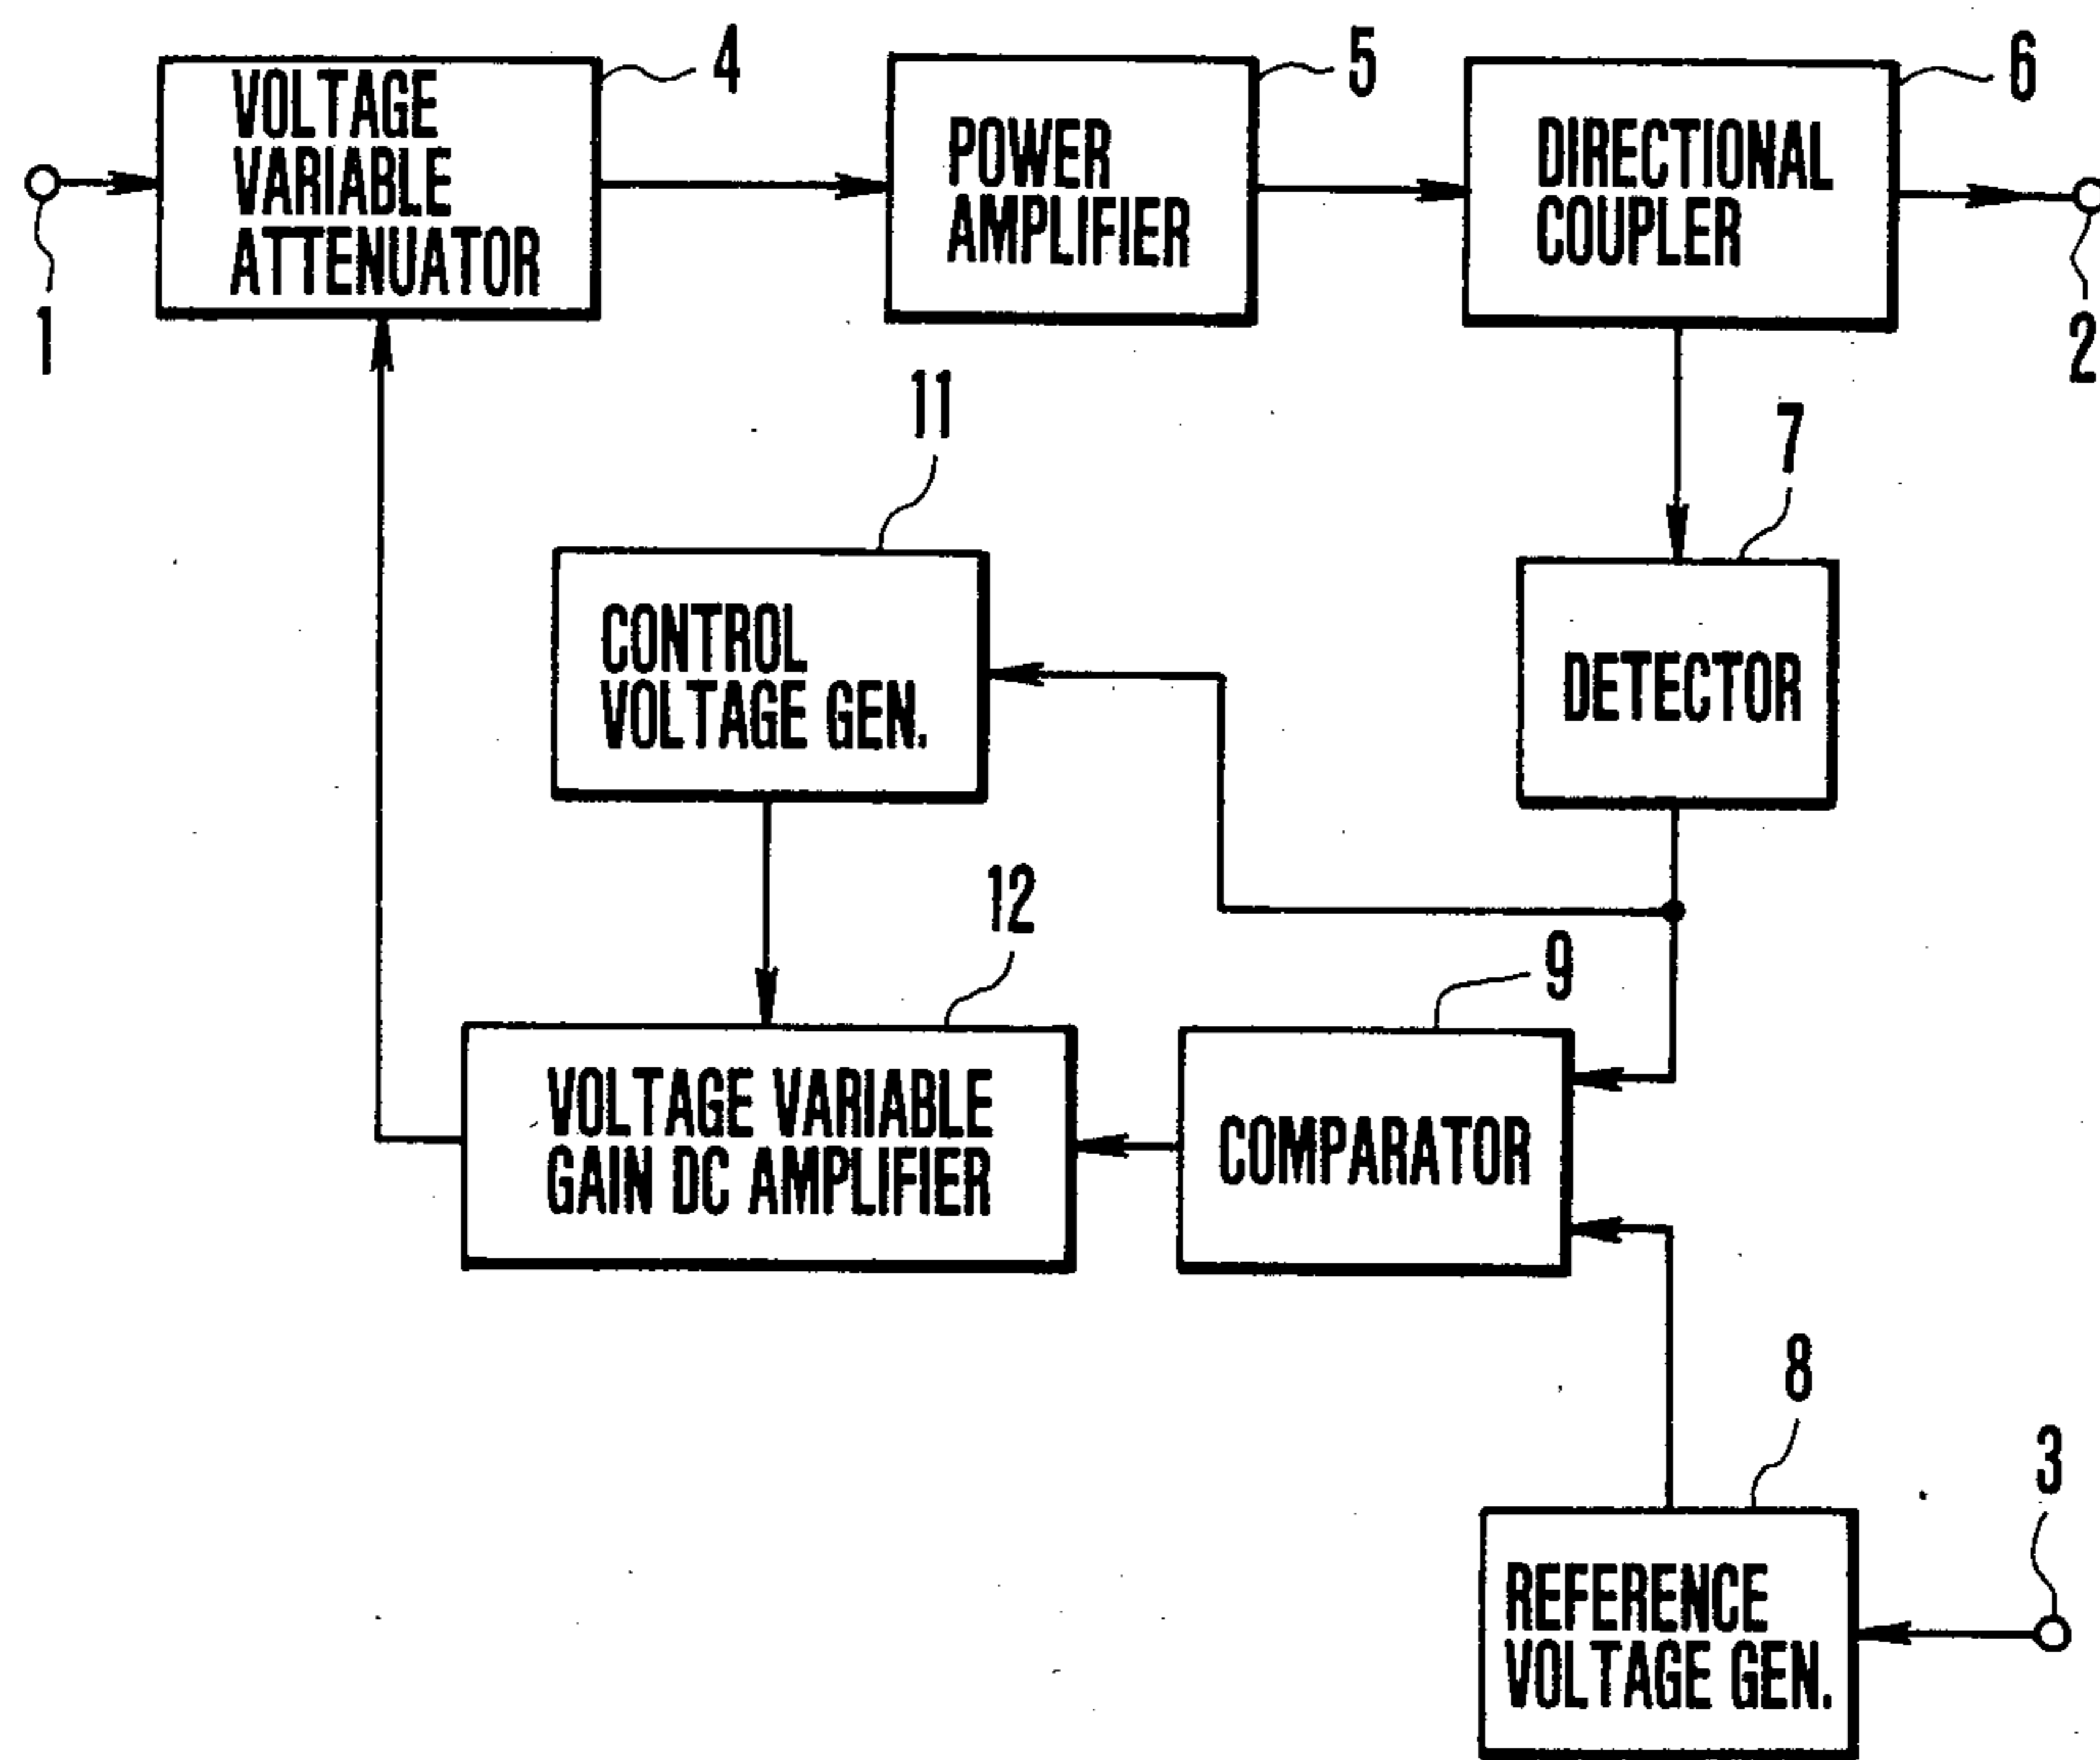 4
5
6
VOLTAGE
VARIABLE
ATTENUATOR
POWER
AMPLIFIER
DIRECTIONAL
COUPLER
1
2
11
7
CONTROL
VOLTAGE GEN.
DETECTOR
12
9
VOLTAGE VARIABLE
GAIN DC AMPLIFIER
COMPARATOR
8
3
REFERENCE
VOLTAGE GEN.